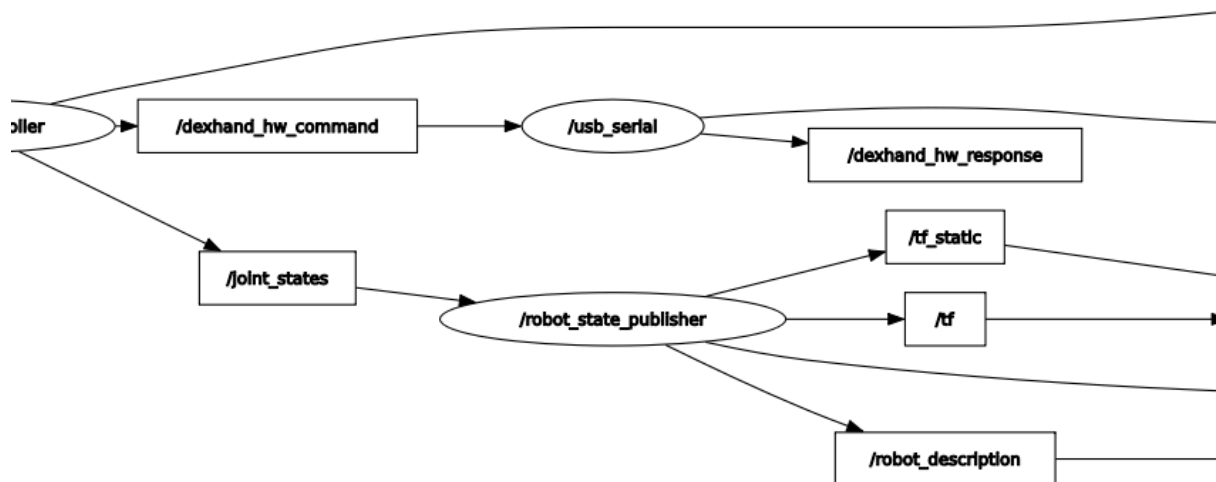 /dexhand_hw_command
/usb_serial
/dexhand_hw_response
/tf_static
/joint_states
/robot_state_publisher
/tf
/robot_description